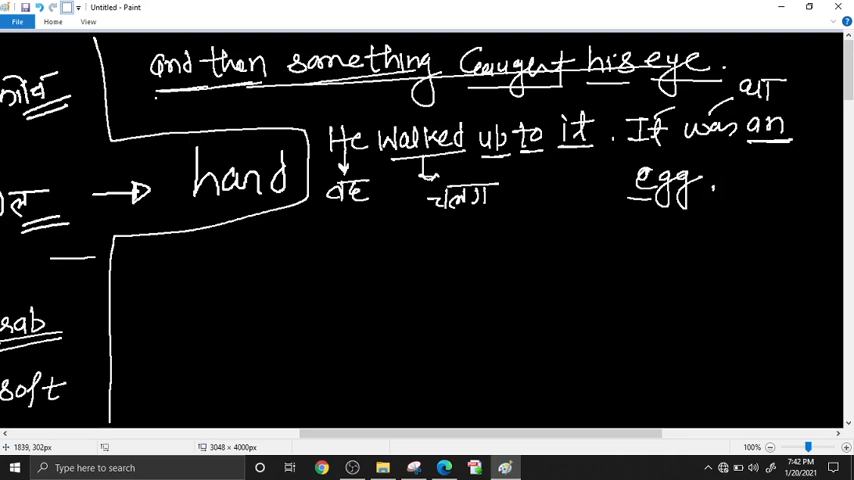 Untitled - Paint
File Home View
and then something Caught his eye.
था
He walked up to it. It was an
वह चलना
egg.
hand
rab
soft
1839, 302px
3048 × 4000px
100%
Type here to search
7:42 PM
1/20/2021